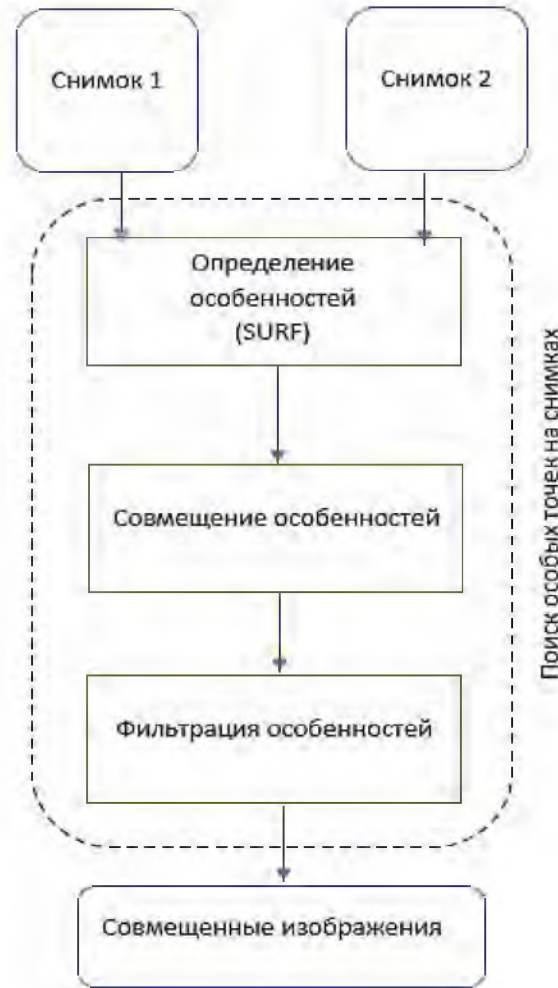 Снимок 1
Снимок 2
Определение
особенностей
(SURF)
Совмещение особенностей
Фильтрация особенностей
Поиск особых точек на снимках
Совмещенные изображения